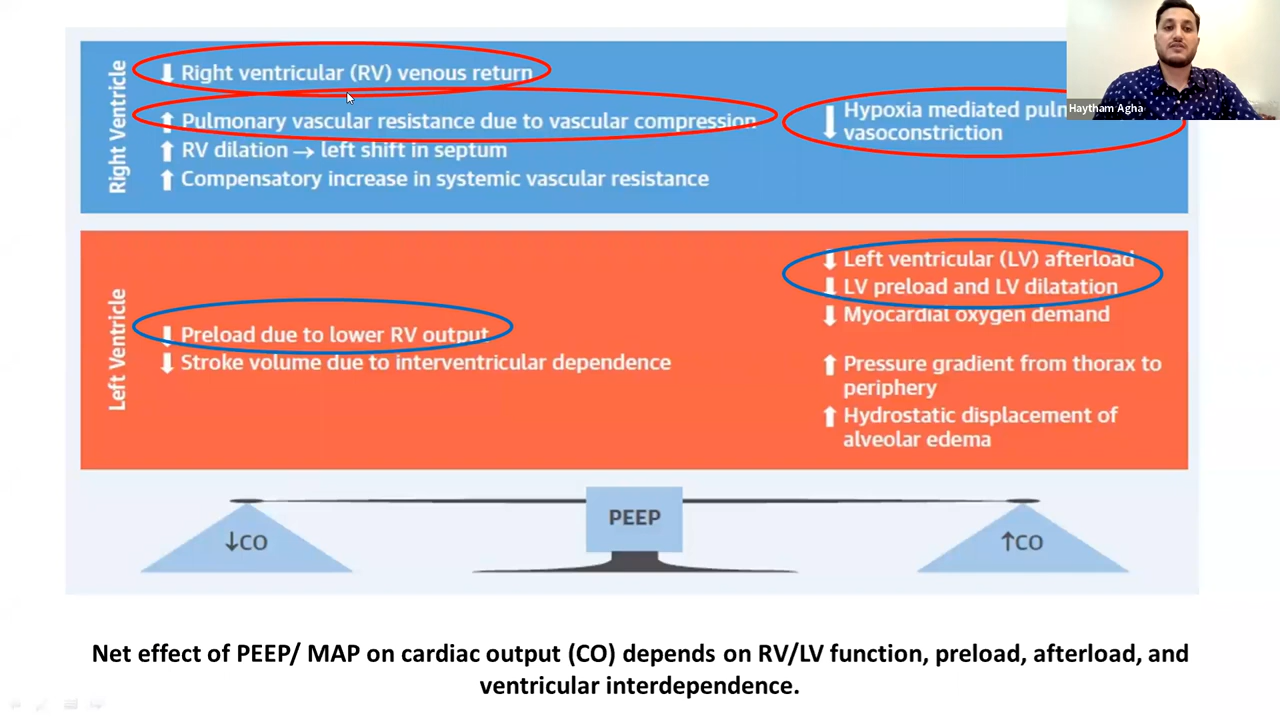 Right Ventricle
↓ Right ventricular (RV) venous return
↑ Pulmonary vascular resistance due to vascular compression
↑ RV dilation → left shift in septum
↑ Compensatory increase in systemic vascular resistance
↓ Hypoxia mediated
vasoconstriction
Haytham Agha
Left Ventricle
↓ Preload due to lower RV output
↓ Stroke volume due to interventricular dependence
↓ Left ventricular (LV) afterload
↓ LV preload and LV dilatation
↓ Myocardial oxygen demand
↑ Pressure gradient from thorax to
periphery
↑ Hydrostatic displacement of
alveolar edema
↓CO
PEEP
↑CO
Net effect of PEEP/ MAP on cardiac output (CO) depends on RV/LV function, preload, afterload, and
ventricular interdependence.